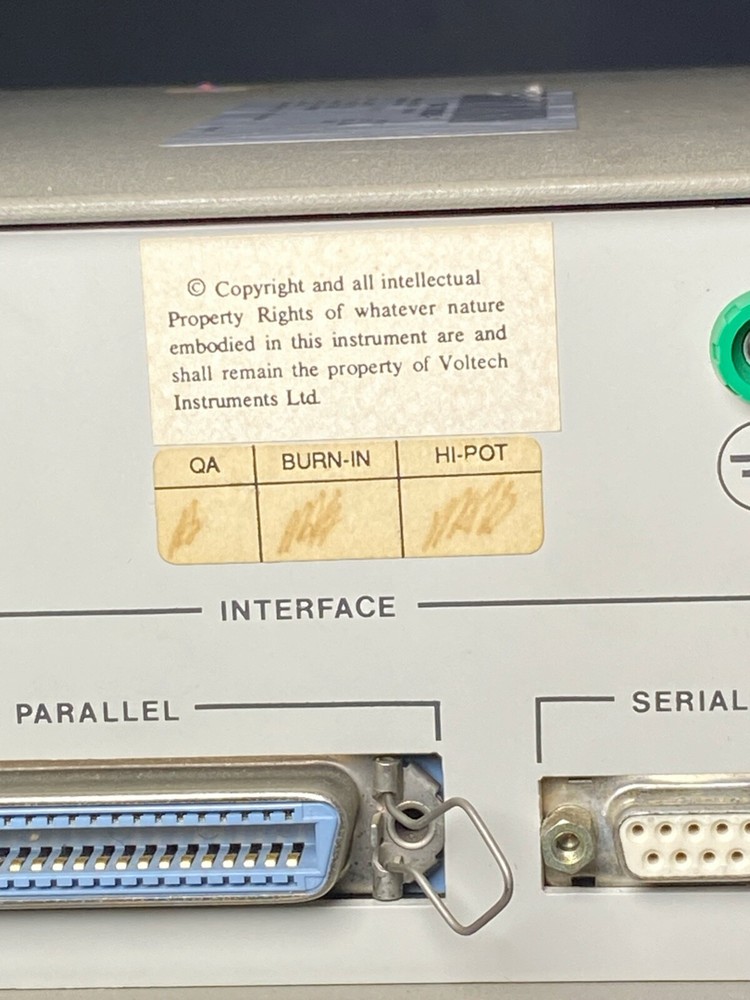 © Copyright and all intellectual
Property Rights of whatever nature
embodied in this instrument are and
shall remain the property of Voltech
Instruments Ltd.
QA BURN-IN HI-POT
INTERFACE
PARALLEL SERIAL